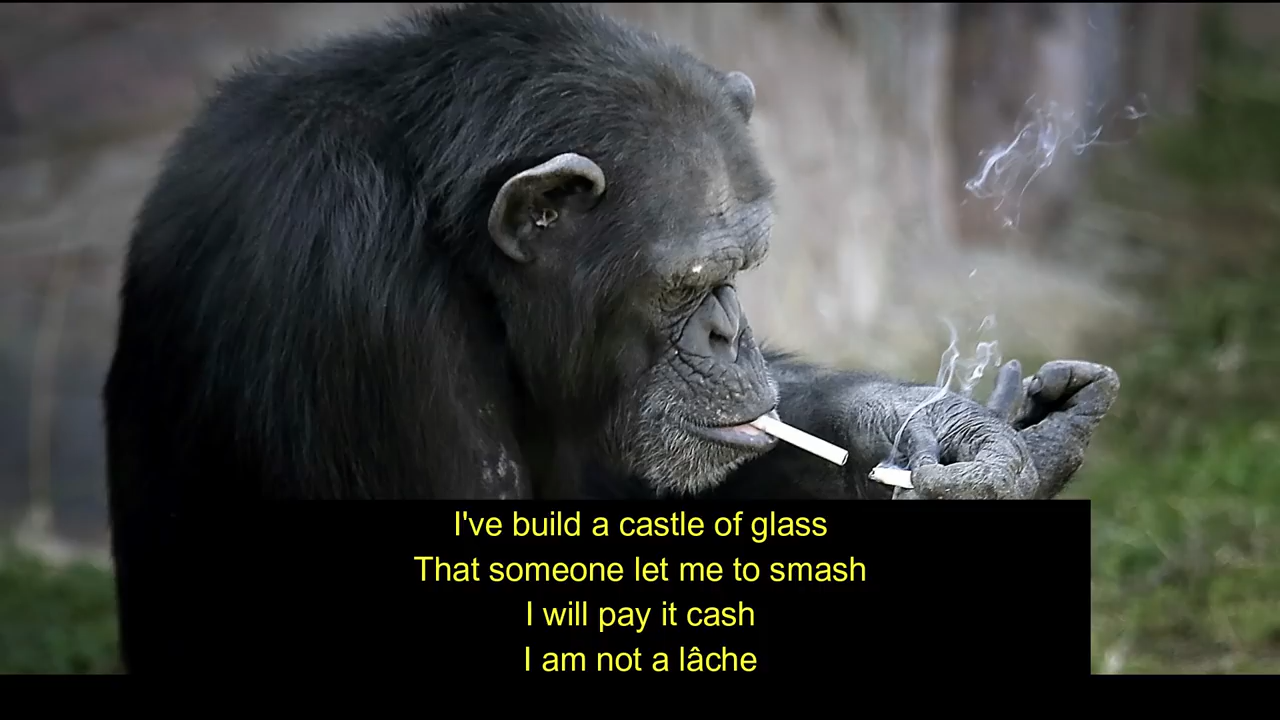 I've build a castle of glass
That someone let me to smash
I will pay it cash
I am not a lâche